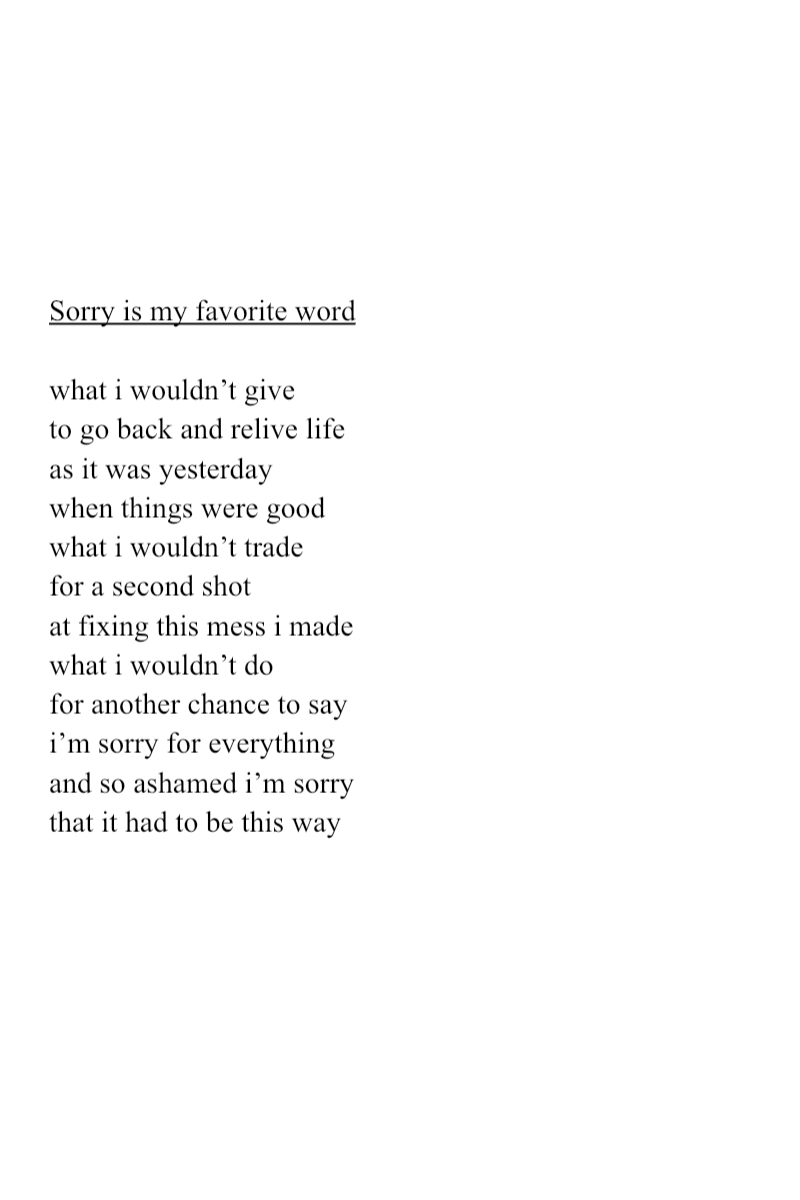 Sorry is my favorite word
what i wouldn’t give
to go back and relive life
as it was yesterday
when things were good
what i wouldn’t trade
for a second shot
at fixing this mess i made
what i wouldn’t do
for another chance to say
i’m sorry for everything
and so ashamed i’m sorry
that it had to be this way